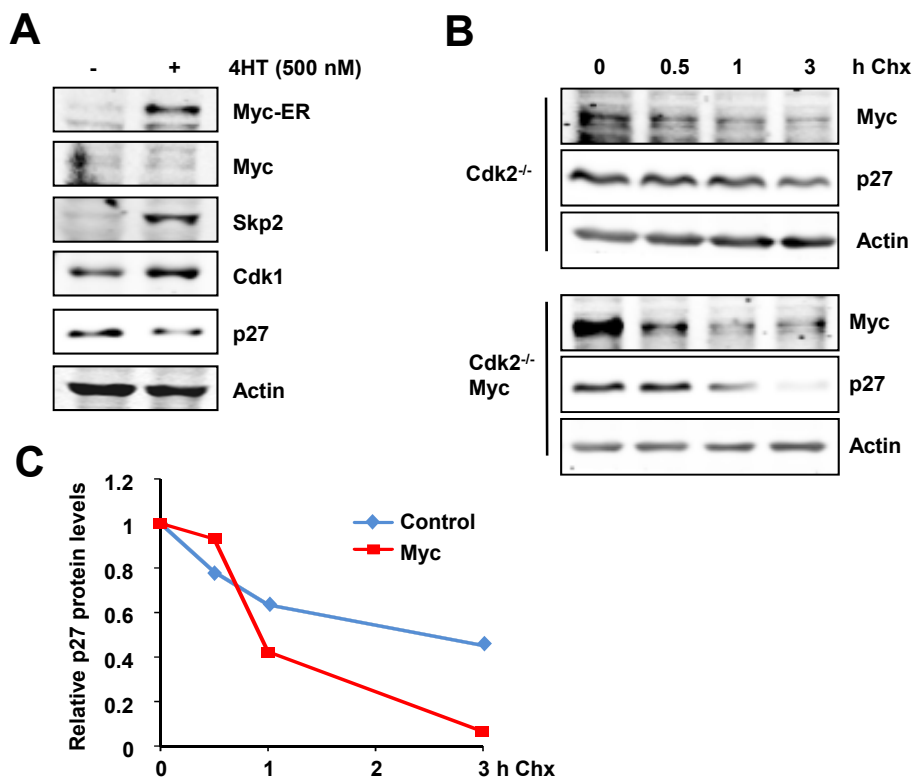 A
- + 4HT (500 nM)
Myc-ER
Myc
Skp2
Cdk1
p27
Actin
B
0 0.5 1 3 h Chx
Cdk2-/-
Myc
p27
Actin
Cdk2-/-
Myc
Myc
p27
Actin
C
Relative p27 protein levels
1.2
1
0.8
0.6
0.4
0.2
0
0 1 2 3 h Chx
Control
Myc